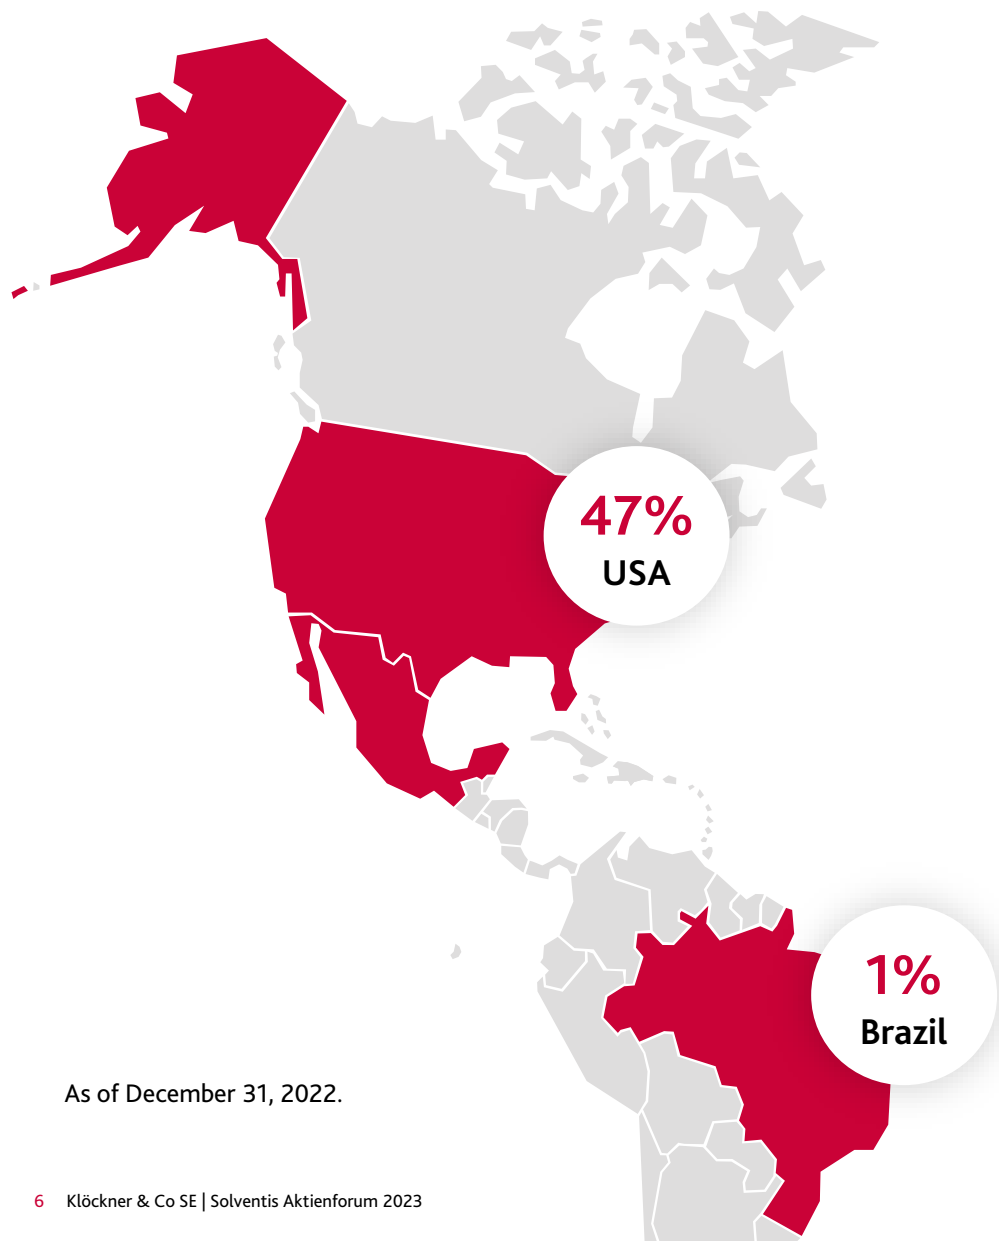 47%
USA
1%
Brazil
As of December 31, 2022.
6 Klöckner & Co SE | Solventis Aktienforum 2023